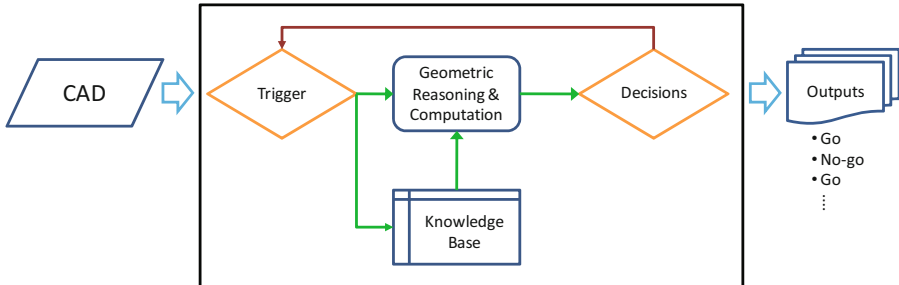 CAD
Trigger
Geometric
Reasoning &
Computation
Decisions
Knowledge
Base
Outputs
• Go
• No-go
• Go
⋮